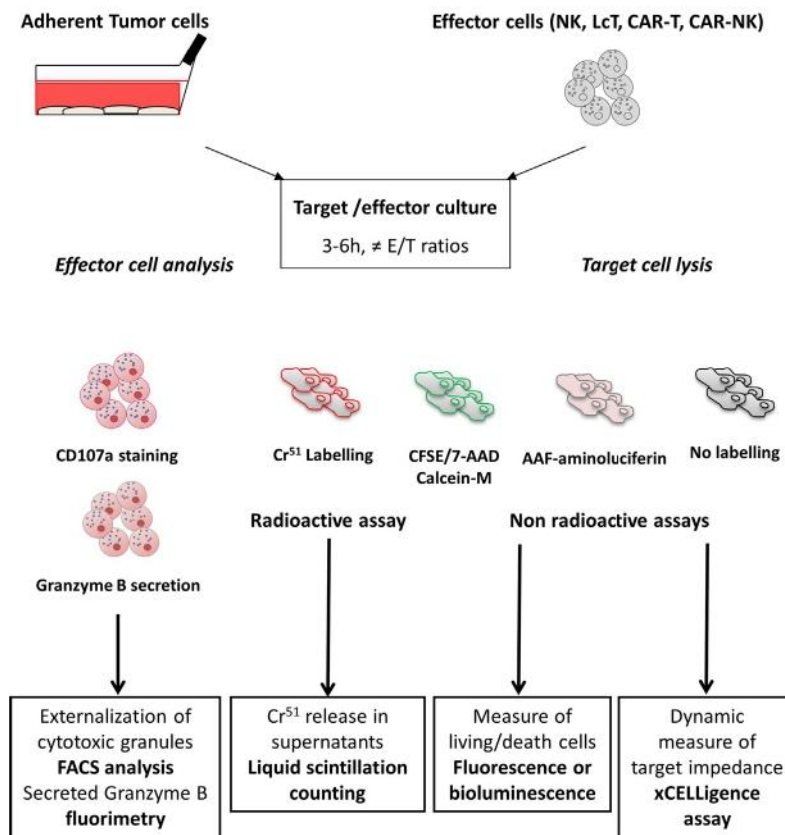 Adherent Tumor cells
Effector cells (NK, LcT, CAR-T, CAR-NK)
Target /effector culture
3-6h, ≠ E/T ratios
Effector cell analysis
Target cell lysis
CD107a staining
Granzyme B secretion
Cr⁵¹ Labelling
CFSE/7-AAD
Calcein-M
AAF-aminoluciferin
No labelling
Radioactive assay
Non radioactive assays
Externalization of
cytotoxic granules
FACS analysis
Secreted Granzyme B
fluorimetry
Cr⁵¹ release in
supernatants
Liquid scintillation
counting
Measure of
living/death cells
Fluorescence or
bioluminescence
Dynamic
measure of
target impedance
xCELLigence
assay